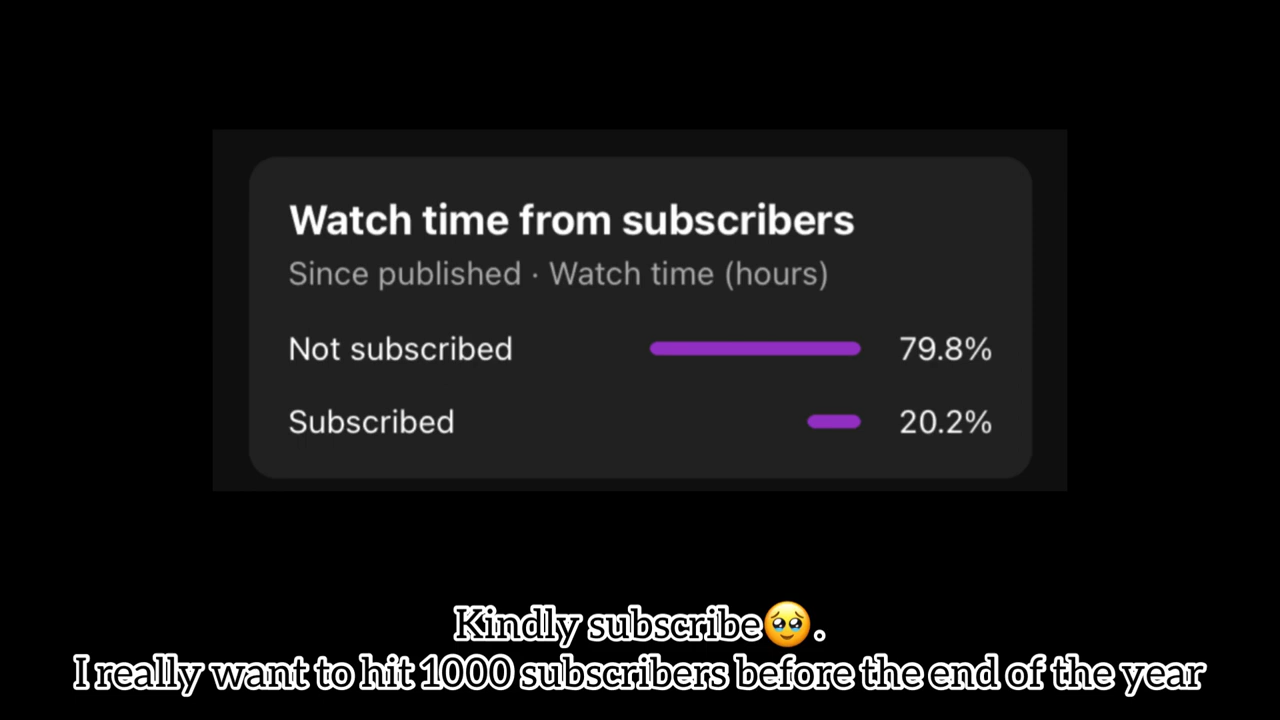 Watch time from subscribers
Since published · Watch time (hours)
Not subscribed 79.8%
Subscribed 20.2%
Kindly subscribe🥹.
I really want to hit 1000 subscribers before the end of the year